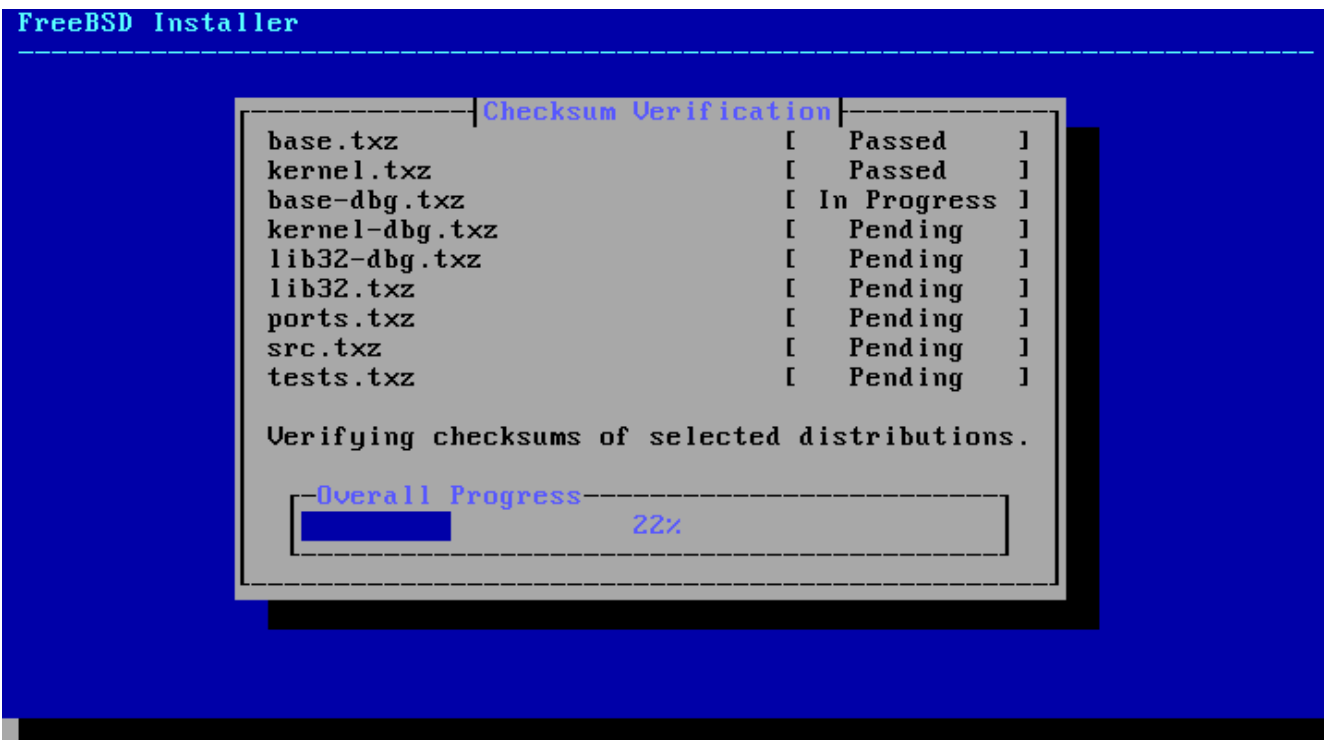 FreeBSD Installer
Checksum Verification
base.txz [ Passed ]
kernel.txz [ Passed ]
base-dbg.txz [ In Progress ]
kernel-dbg.txz [ Pending ]
lib32-dbg.txz [ Pending ]
lib32.txz [ Pending ]
ports.txz [ Pending ]
src.txz [ Pending ]
tests.txz [ Pending ]
Verifying checksums of selected distributions.
Overall Progress
22%